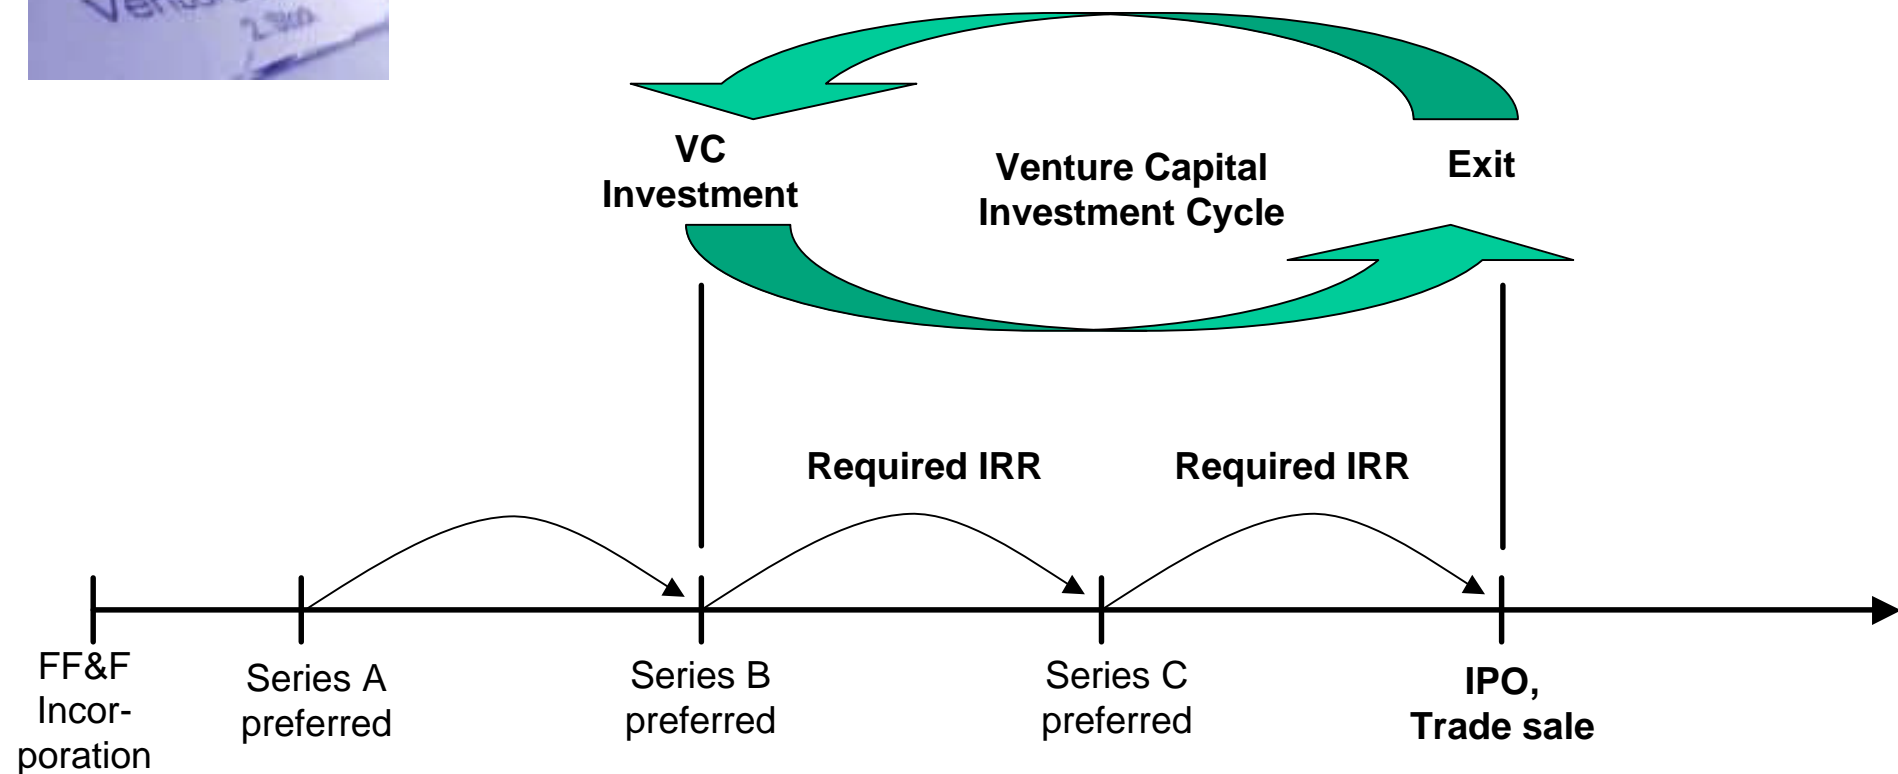 VC
Investment
Venture Capital
Investment Cycle
Exit
Required IRR
Required IRR
FF&F
Incor-
poration
Series A
preferred
Series B
preferred
Series C
preferred
IPO,
Trade sale